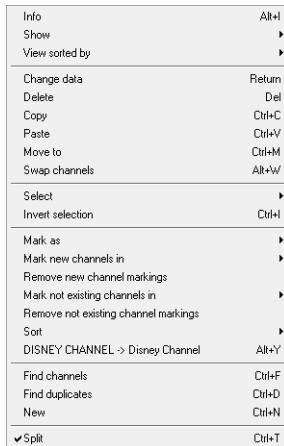 Info Alt+I
Show
View sorted by
Change data Return
Delete Del
Copy Ctrl+C
Paste Ctrl+V
Move to Ctrl+M
Swap channels Alt+W
Select
Invert selection Ctrl+I
Mark as
Mark new channels in
Remove new channel markings
Mark not existing channels in
Remove not existing channel markings
Sort
DISNEY CHANNEL -> Disney Channel Alt+Y
Find channels Ctrl+F
Find duplicates Ctrl+D
New Ctrl+N
Split Ctrl+T